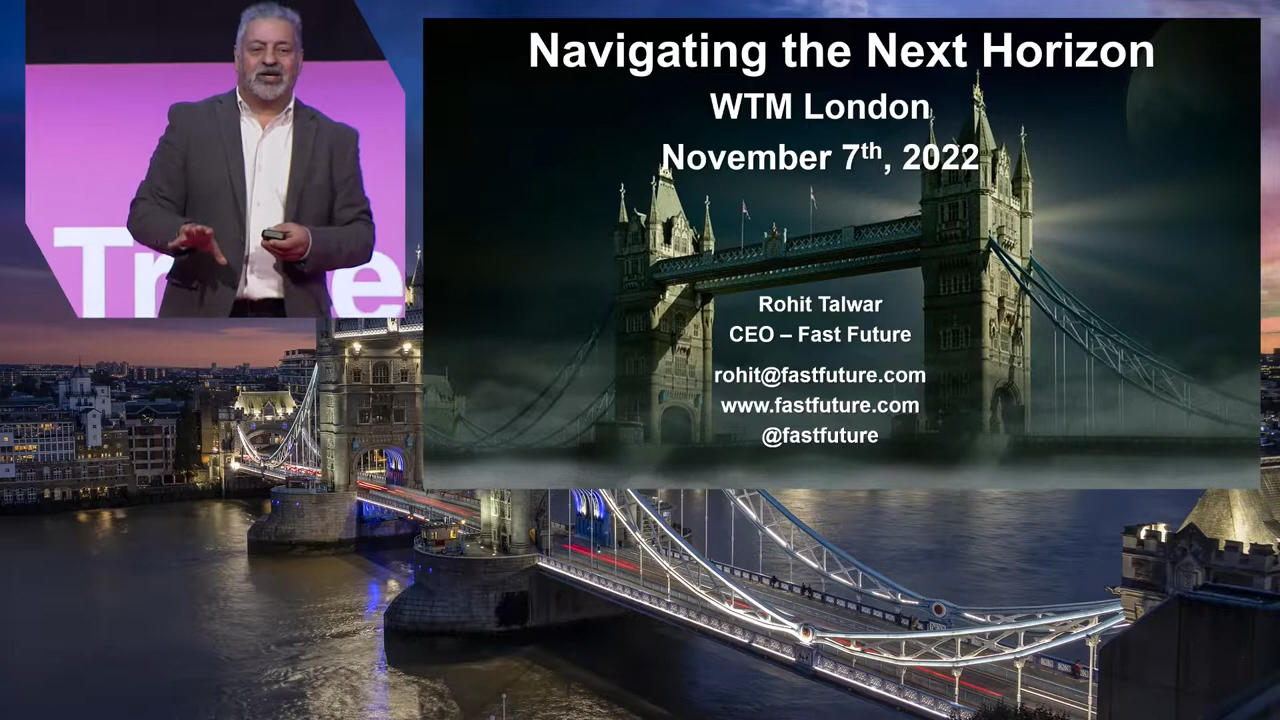 Navigating the Next Horizon
WTM London
November 7th, 2022
Rohit Talwar
CEO – Fast Future
rohit@fastfuture.com
www.fastfuture.com
@fastfuture